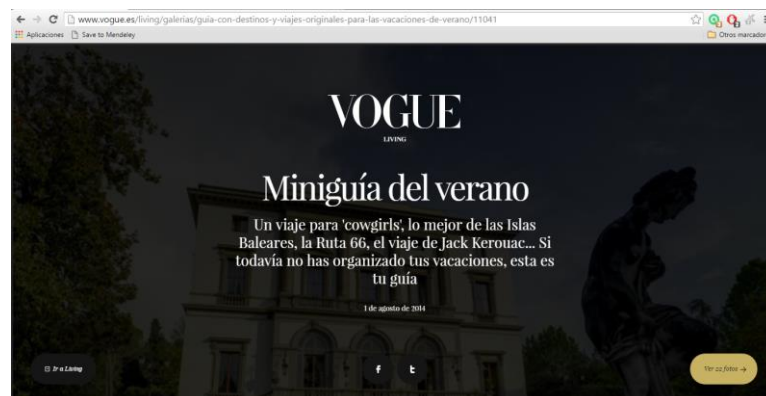 www.vogue.es/living/galerias/guia-con-destinos-y-viajes-originales-para-las-vacaciones-de-verano/11041
Aplicaciones Save to Mendeley Otros marcador
VOGUE
LIVING
Miniguía del verano
Un viaje para 'cowgirls', lo mejor de las Islas
Baleares, la Ruta 66, el viaje de Jack Kerouac... Si
todavía no has organizado tus vacaciones, esta es
tu guía
1 de agosto de 2014
Ir a Living
Ver 22 fotos →